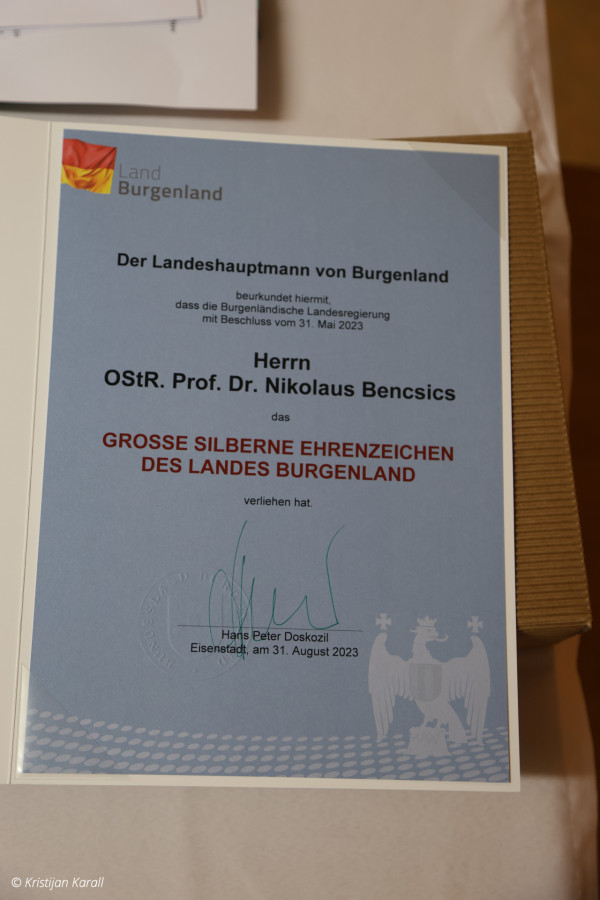 Land
Burgenland
Der Landeshauptmann von Burgenland
beurkundet hiermit,
dass die Burgenländische Landesregierung
mit Beschluss vom 31. Mai 2023
Herrn
OStR. Prof. Dr. Nikolaus Bencsics
das
GROSSE SILBERNE EHRENZEICHEN
DES LANDES BURGENLAND
verliehen hat.
Hans Peter Doskozil
Eisenstadt, am 31. August 2023
© Kristijan Karall